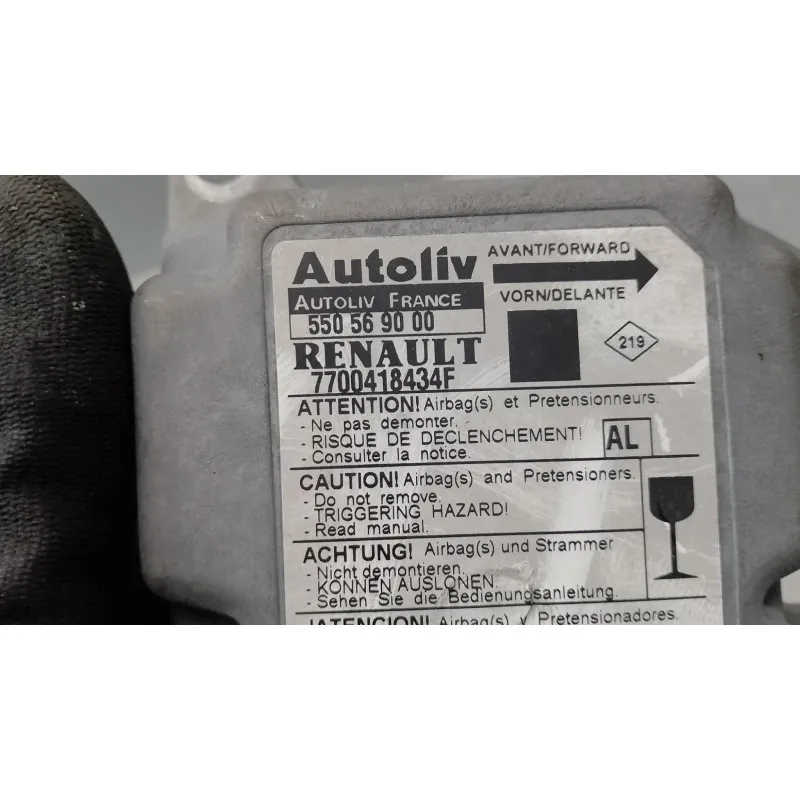 Autoliv
AUTOLIV FRANCE
550 56 90 00
AVANT/FORWARD
VORN/DELANTE
RENAULT
7700418434F
219
ATTENTION! Airbag(s) et Pretensionneurs.
- Ne pas demonter.
- RISQUE DE DECLENCHEMENT!
- Consulter la notice.
AL
CAUTION! Airbag(s) and Pretensioners.
- Do not remove.
- TRIGGERING HAZARD!
- Read manual.
ACHTUNG! Airbag(s) und Strammer
- Nicht demontieren.
- KONNEN AUSLONEN.
- Sehen Sie die Bedienungsanleitung.
¡ATENCION! Airbag(s) y Pretensionadores.